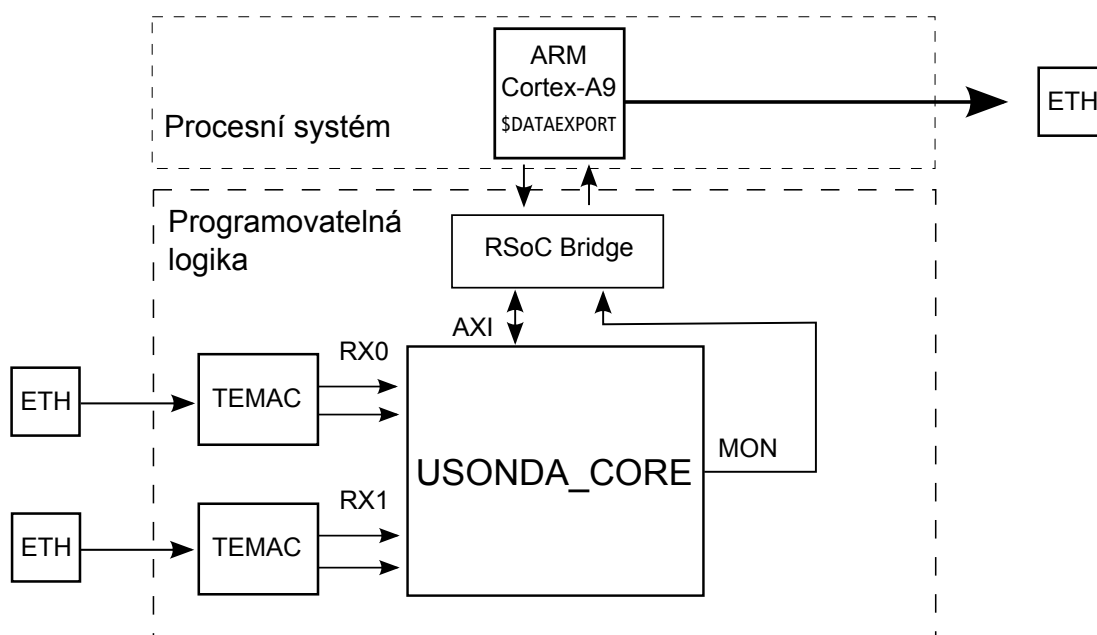 ARM
Cortex-A9
$DATAEXPORT
ETH
Procesní systém
Programovatelná
logika
RSoC Bridge
AXI
RX0
ETH
TEMAC
USONDA_CORE
MON
RX1
ETH
TEMAC